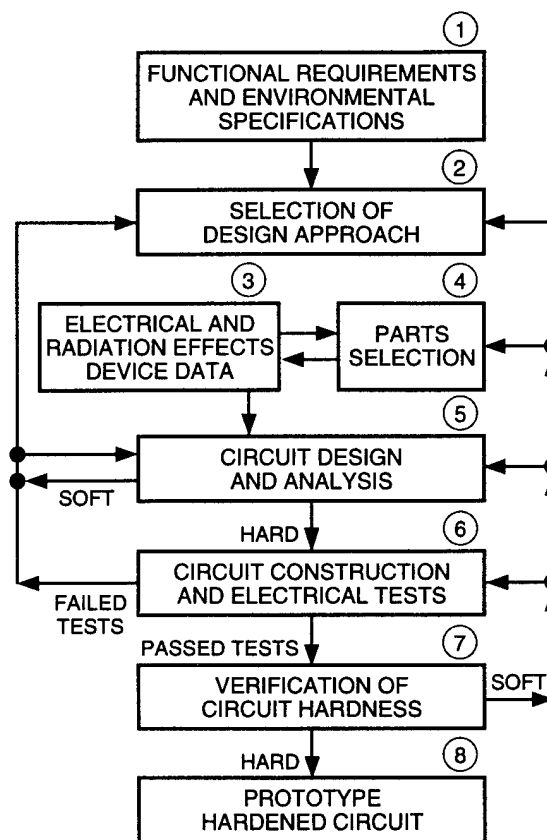 1
FUNCTIONAL REQUIREMENTS
AND ENVIRONMENTAL
SPECIFICATIONS
2
SELECTION OF
DESIGN APPROACH
3
ELECTRICAL AND
RADIATION EFFECTS
DEVICE DATA
4
PARTS
SELECTION
5
CIRCUIT DESIGN
AND ANALYSIS
SOFT
HARD
6
CIRCUIT CONSTRUCTION
AND ELECTRICAL TESTS
FAILED
TESTS
PASSED TESTS
7
VERIFICATION OF
CIRCUIT HARDNESS
SOFT
HARD
8
PROTOTYPE
HARDENED CIRCUIT